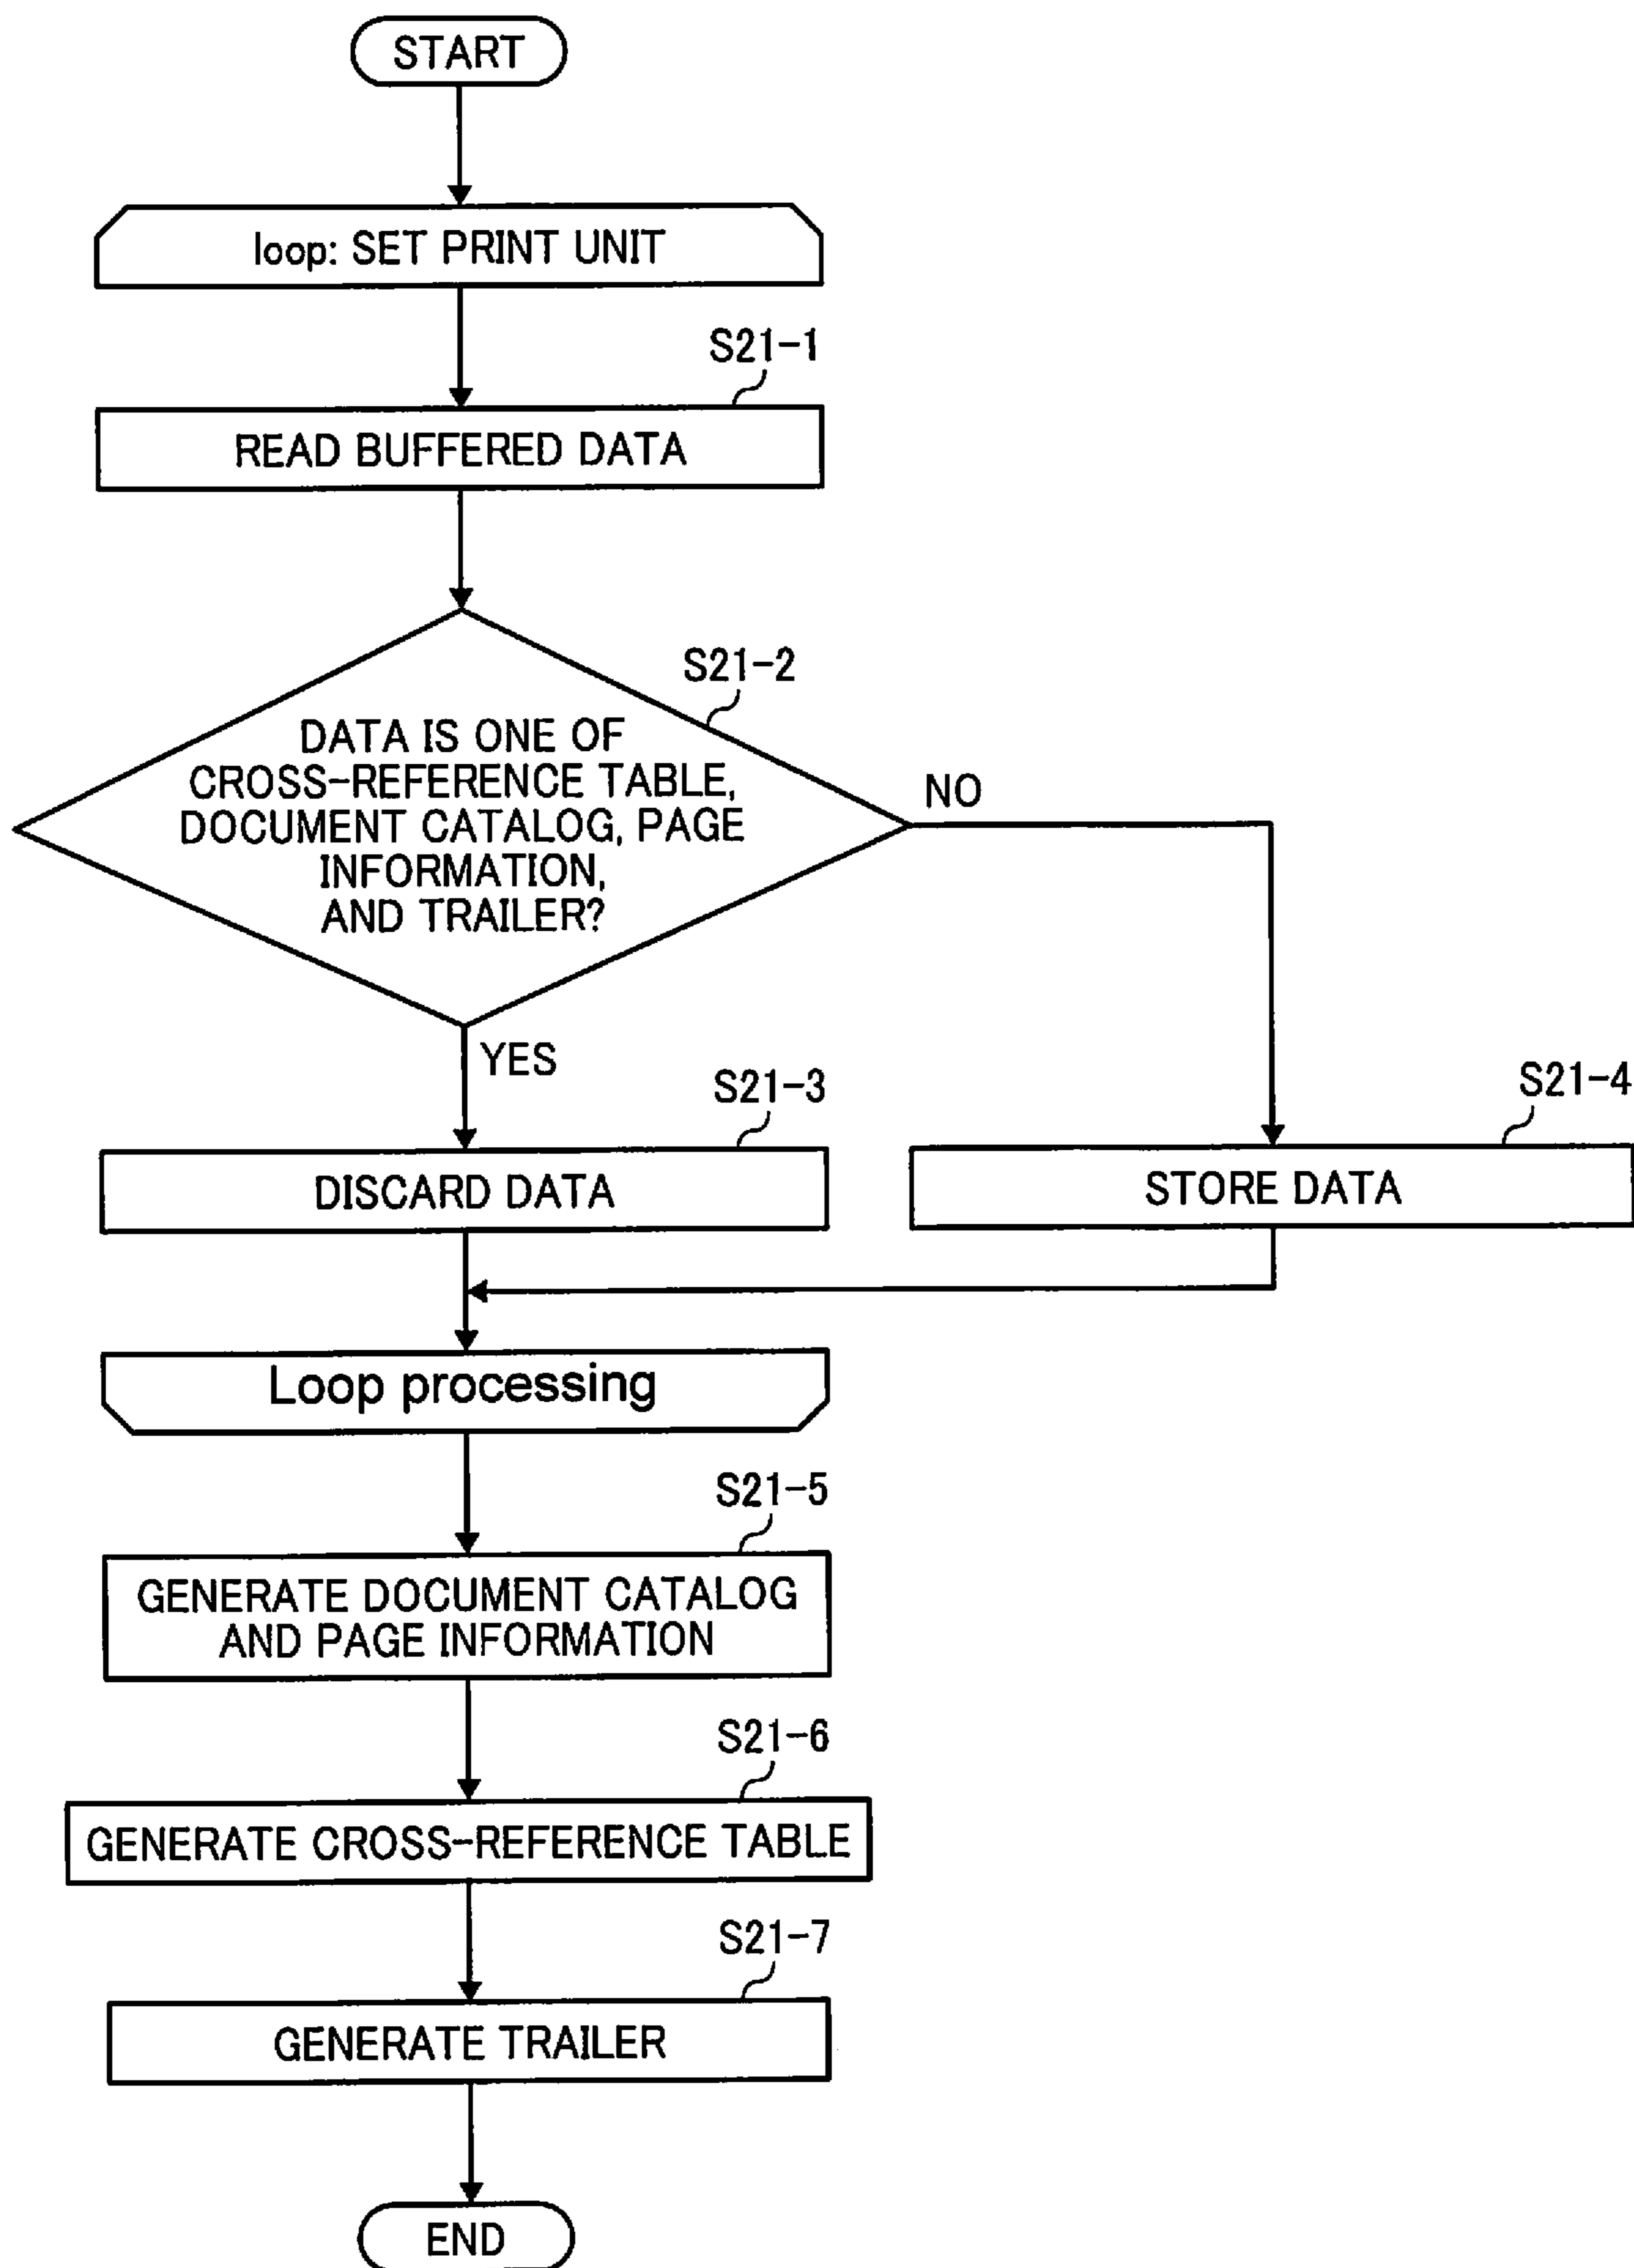 START
loop: SET PRINT UNIT
S21-1
READ BUFFERED DATA
S21-2
DATA IS ONE OF
CROSS-REFERENCE TABLE,
DOCUMENT CATALOG, PAGE
INFORMATION,
AND TRAILER?
NO
YES
S21-3
DISCARD DATA
S21-4
STORE DATA
Loop processing
S21-5
GENERATE DOCUMENT CATALOG
AND PAGE INFORMATION
S21-6
GENERATE CROSS-REFERENCE TABLE
S21-7
GENERATE TRAILER
END